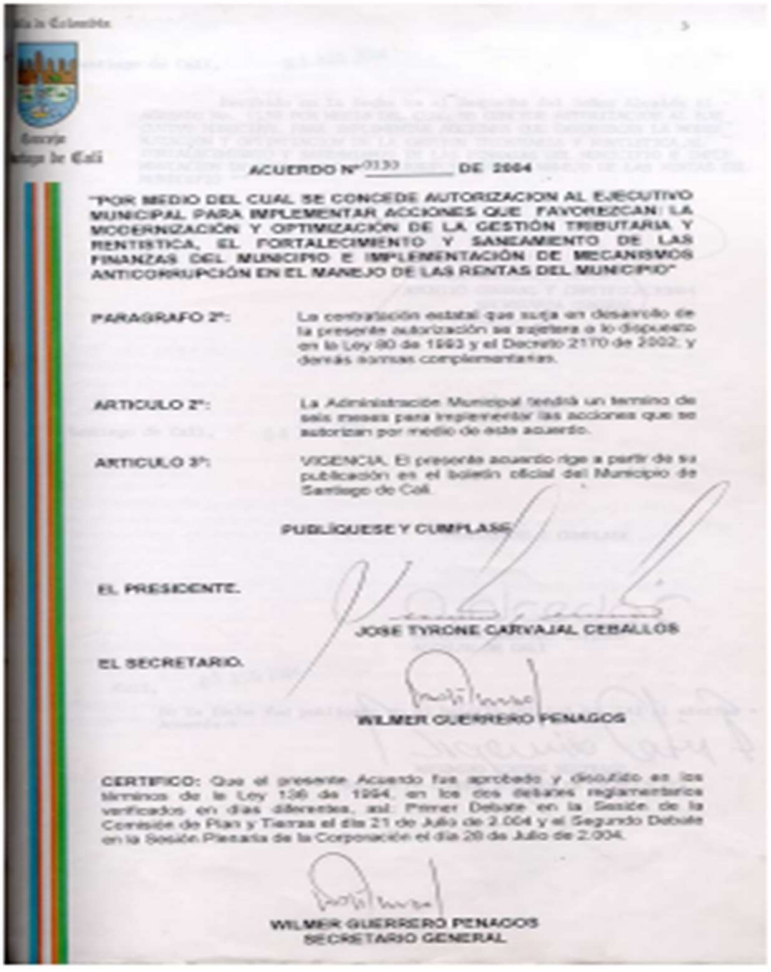 de Colombia
5
Concejo
Santiago de Cali
ACUERDO N° 0133 DE 2004
"POR MEDIO DEL CUAL SE CONCEDE AUTORIZACION AL EJECUTIVO
MUNICIPAL PARA IMPLEMENTAR ACCIONES QUE FAVOREZCAN: LA
MODERNIZACIÓN Y OPTIMIZACIÓN DE LA GESTIÓN TRIBUTARIA Y
RENTISTICA, EL FORTALECIMIENTO Y SANEAMIENTO DE LAS
FINANZAS DEL MUNICIPIO E IMPLEMENTACIÓN DE MECANISMOS
ANTICORRUPCIÓN EN EL MANEJO DE LAS RENTAS DEL MUNICIPIO"
PARAGRAFO 2°: La contratación estatal que surja en desarrollo de
la presente autorización se sujetera a lo dispuesto
en la Ley 80 de 1993 y el Decreto 2170 de 2002, y
demás normas complementarias.
ARTICULO 2°: La Administración Municipal tendrá un termino de
seis meses para implementar las acciones que se
autorizan por medio de este acuerdo.
ARTICULO 3°: VIGENCIA. El presente acuerdo rige a partir de su
publicación en el boletín oficial del Municipio de
Santiago de Cali.
PUBLÍQUESE Y CUMPLASE
EL PRESIDENTE.
JOSE TYRONE CARVAJAL CEBALLOS
EL SECRETARIO.
WILMER GUERRERO PENAGOS
CERTIFICO: Que el presente Acuerdo fue aprobado y discutido en los
términos de la Ley 136 de 1994, en los dos debates reglamentarios
verificados en días diferentes, así: Primer Debate en la Sesión de la
Comisión de Plan y Tierras el día 21 de Julio de 2.004 y el Segundo Debate
en la Sesión Plenaria de la Corporación el día 28 de Julio de 2.004.
WILMER GUERRERO PENAGOS
SECRETARIO GENERAL